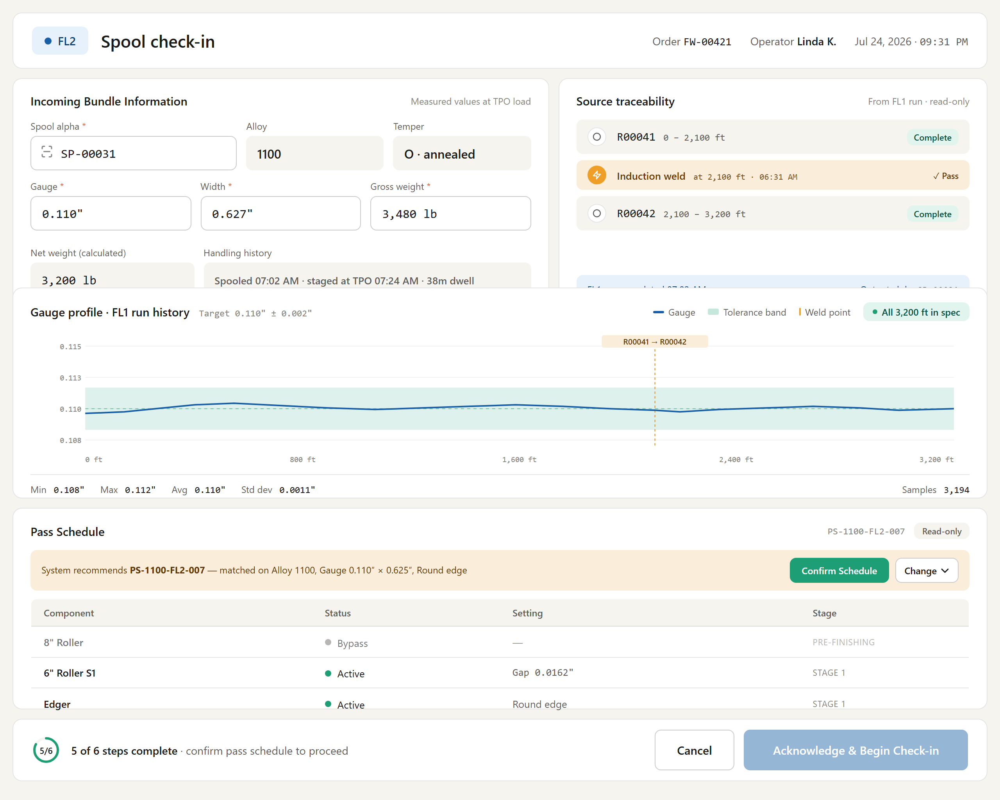 FL2 Spool check-in Order FW-00421 Operator Linda K. Jul 24, 2026 · 09:31 PM
Incoming Bundle Information Measured values at TPO load
Spool alpha * Alloy Temper
SP-00031 1100 O · annealed
Gauge * Width * Gross weight *
0.110" 0.627" 3,480 lb
Net weight (calculated) Handling history
3,200 lb Spooled 07:02 AM · staged at TPO 07:24 AM · 38m dwell
Source traceability From FL1 run · read-only
R00041 0 – 2,100 ft Complete
Induction weld at 2,100 ft · 06:31 AM ✓ Pass
R00042 2,100 – 3,200 ft Complete
Gauge profile · FL1 run history Target 0.110" ± 0.002" Gauge Tolerance band Weld point All 3,200 ft in spec
R00041 → R00042
0.115
0.113
0.110
0.108
0 ft 800 ft 1,600 ft 2,400 ft 3,200 ft
Min 0.108" Max 0.112" Avg 0.110" Std dev 0.0011" Samples 3,194
Pass Schedule PS-1100-FL2-007 Read-only
System recommends PS-1100-FL2-007 — matched on Alloy 1100, Gauge 0.110″ × 0.625″, Round edge Confirm Schedule Change
Component Status Setting Stage
8" Roller Bypass — PRE-FINISHING
6" Roller S1 Active Gap 0.0162" STAGE 1
Edger Active Round edge STAGE 1
5/6 5 of 6 steps complete · confirm pass schedule to proceed Cancel Acknowledge & Begin Check-in